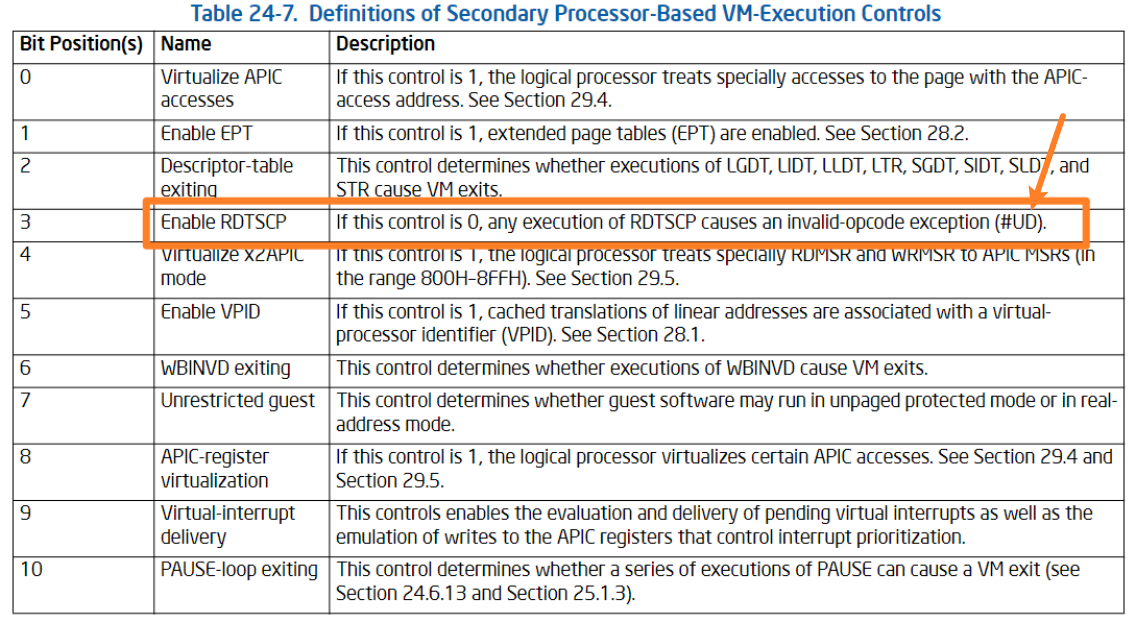 Table 24-7. Definitions of Secondary Processor-Based VM-Execution Controls
Bit Position(s) Name Description
0 Virtualize APIC If this control is 1, the logical processor treats specially accesses to the page with the APIC-
accesses access address. See Section 29.4.
1 Enable EPT If this control is 1, extended page tables (EPT) are enabled. See Section 28.2.
2 Descriptor-table This control determines whether executions of LGDT, LIDT, LLDT, LTR, SGDT, SIDT, SLDT, and
exiting STR cause VM exits.
3 Enable RDTSCP If this control is 0, any execution of RDTSCP causes an invalid-opcode exception (#UD).
4 Virtualize x2APIC If this control is 1, the logical processor treats specially RDMSR and WRMSR to APIC MSRs (in
mode the range 800H–8FFH). See Section 29.5.
5 Enable VPID If this control is 1, cached translations of linear addresses are associated with a virtual-
processor identifier (VPID). See Section 28.1.
6 WBINVD exiting This control determines whether executions of WBINVD cause VM exits.
7 Unrestricted guest This control determines whether guest software may run in unpaged protected mode or in real-
address mode.
8 APIC-register If this control is 1, the logical processor virtualizes certain APIC accesses. See Section 29.4 and
virtualization Section 29.5.
9 Virtual-interrupt This controls enables the evaluation and delivery of pending virtual interrupts as well as the
delivery emulation of writes to the APIC registers that control interrupt prioritization.
10 PAUSE-loop exiting This control determines whether a series of executions of PAUSE can cause a VM exit (see
Section 24.6.13 and Section 25.1.3).